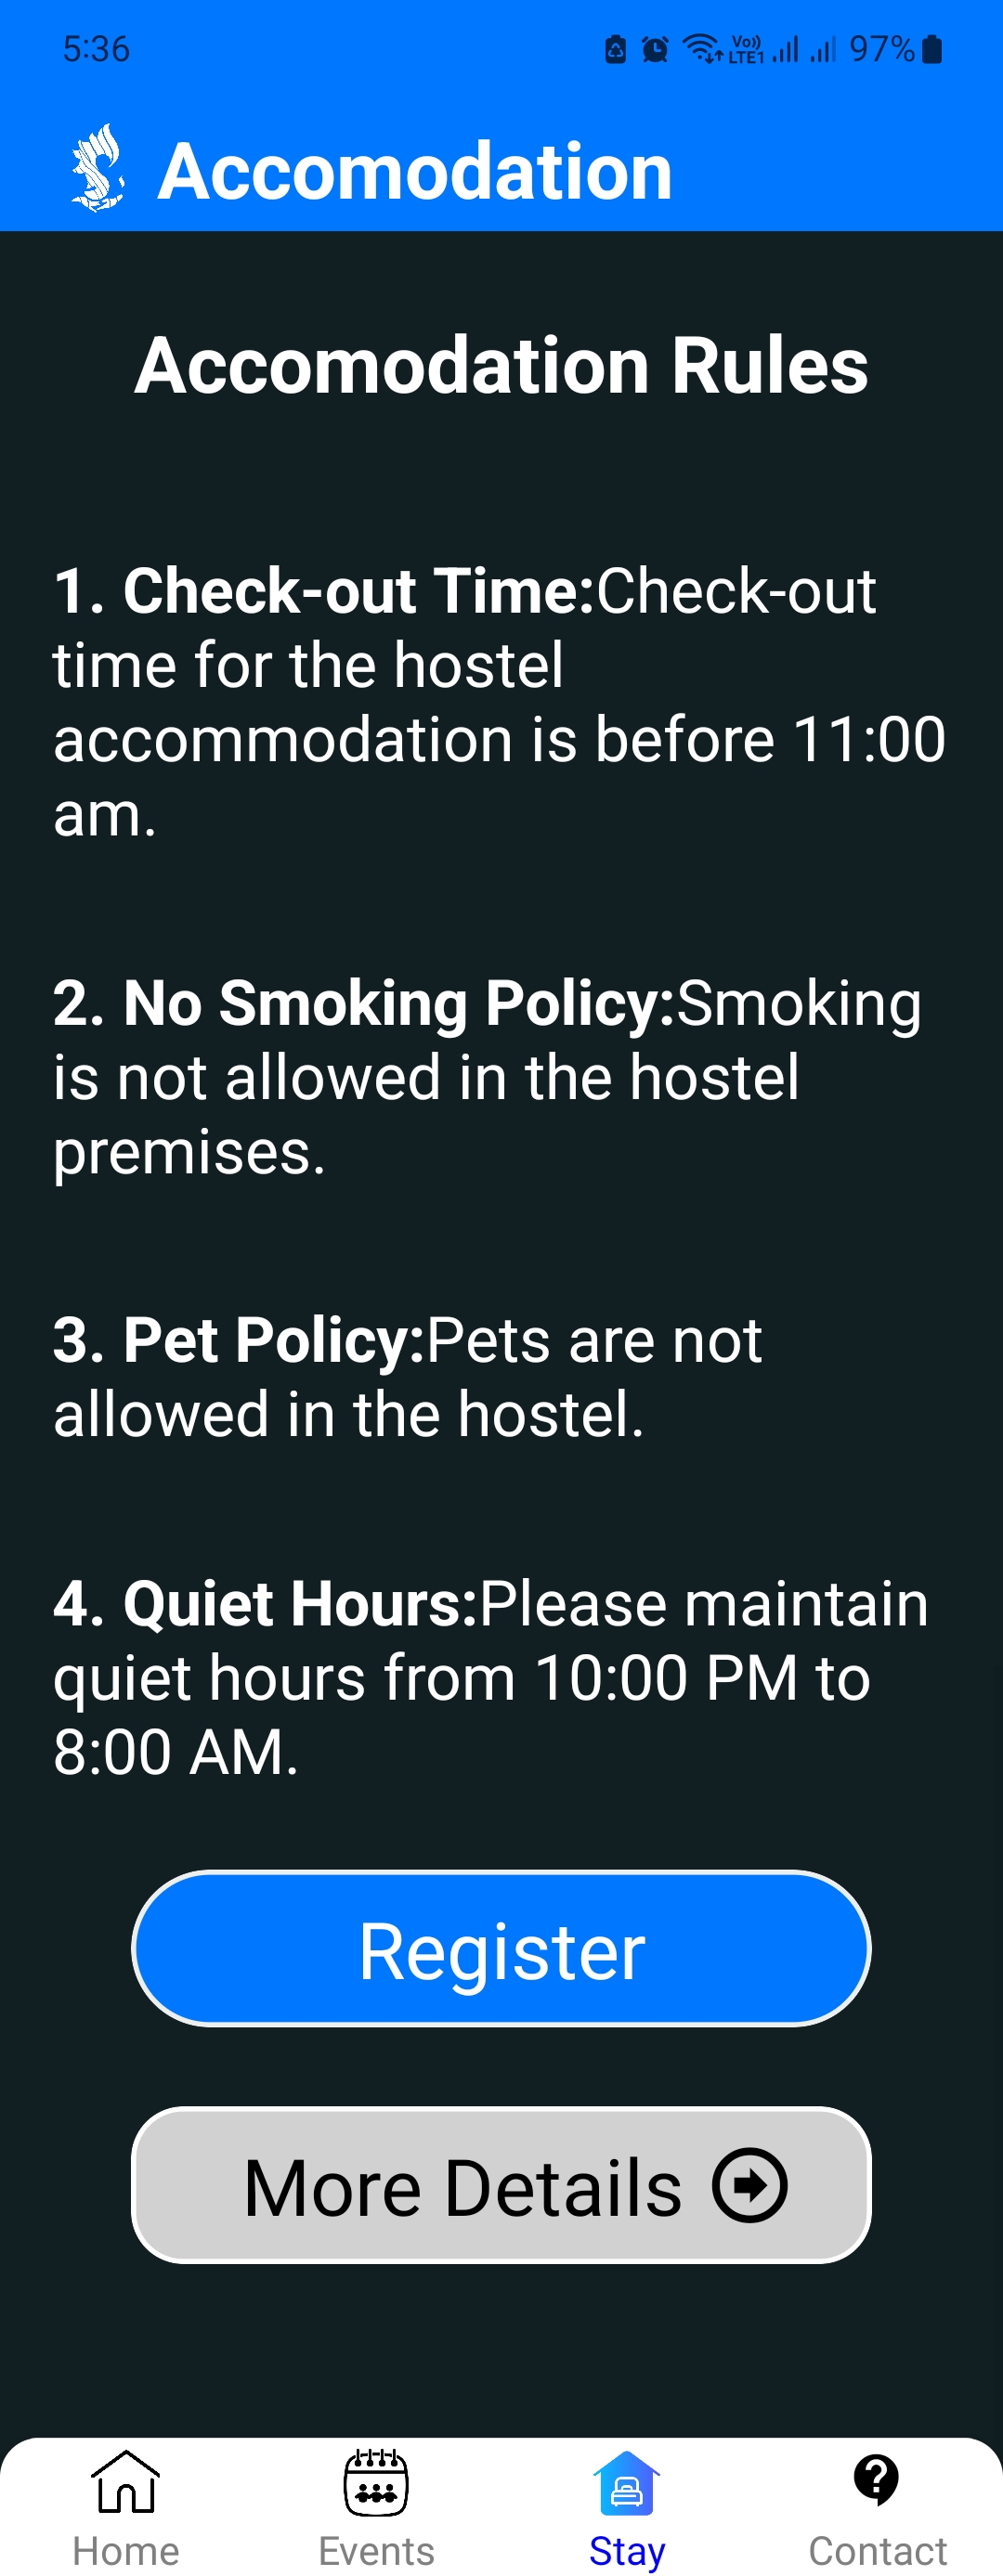 5:36
Vo))
LTE1
97%
Accomodation
Accomodation Rules
1. Check-out Time:Check-out
time for the hostel
accommodation is before 11:00
am.
2. No Smoking Policy:Smoking
is not allowed in the hostel
premises.
3. Pet Policy:Pets are not
allowed in the hostel.
4. Quiet Hours:Please maintain
quiet hours from 10:00 PM to
8:00 AM.
Register
More Details
Home
Events
Stay
Contact